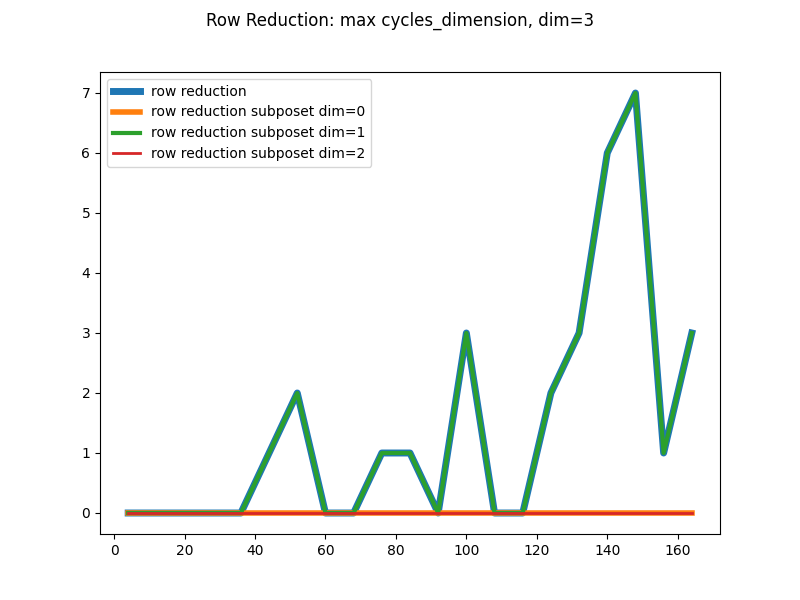 Row Reduction: max cycles_dimension, dim=3
row reduction
row reduction subposet dim=0
row reduction subposet dim=1
row reduction subposet dim=2
7
6
5
4
3
2
1
0
0 20 40 60 80 100 120 140 160